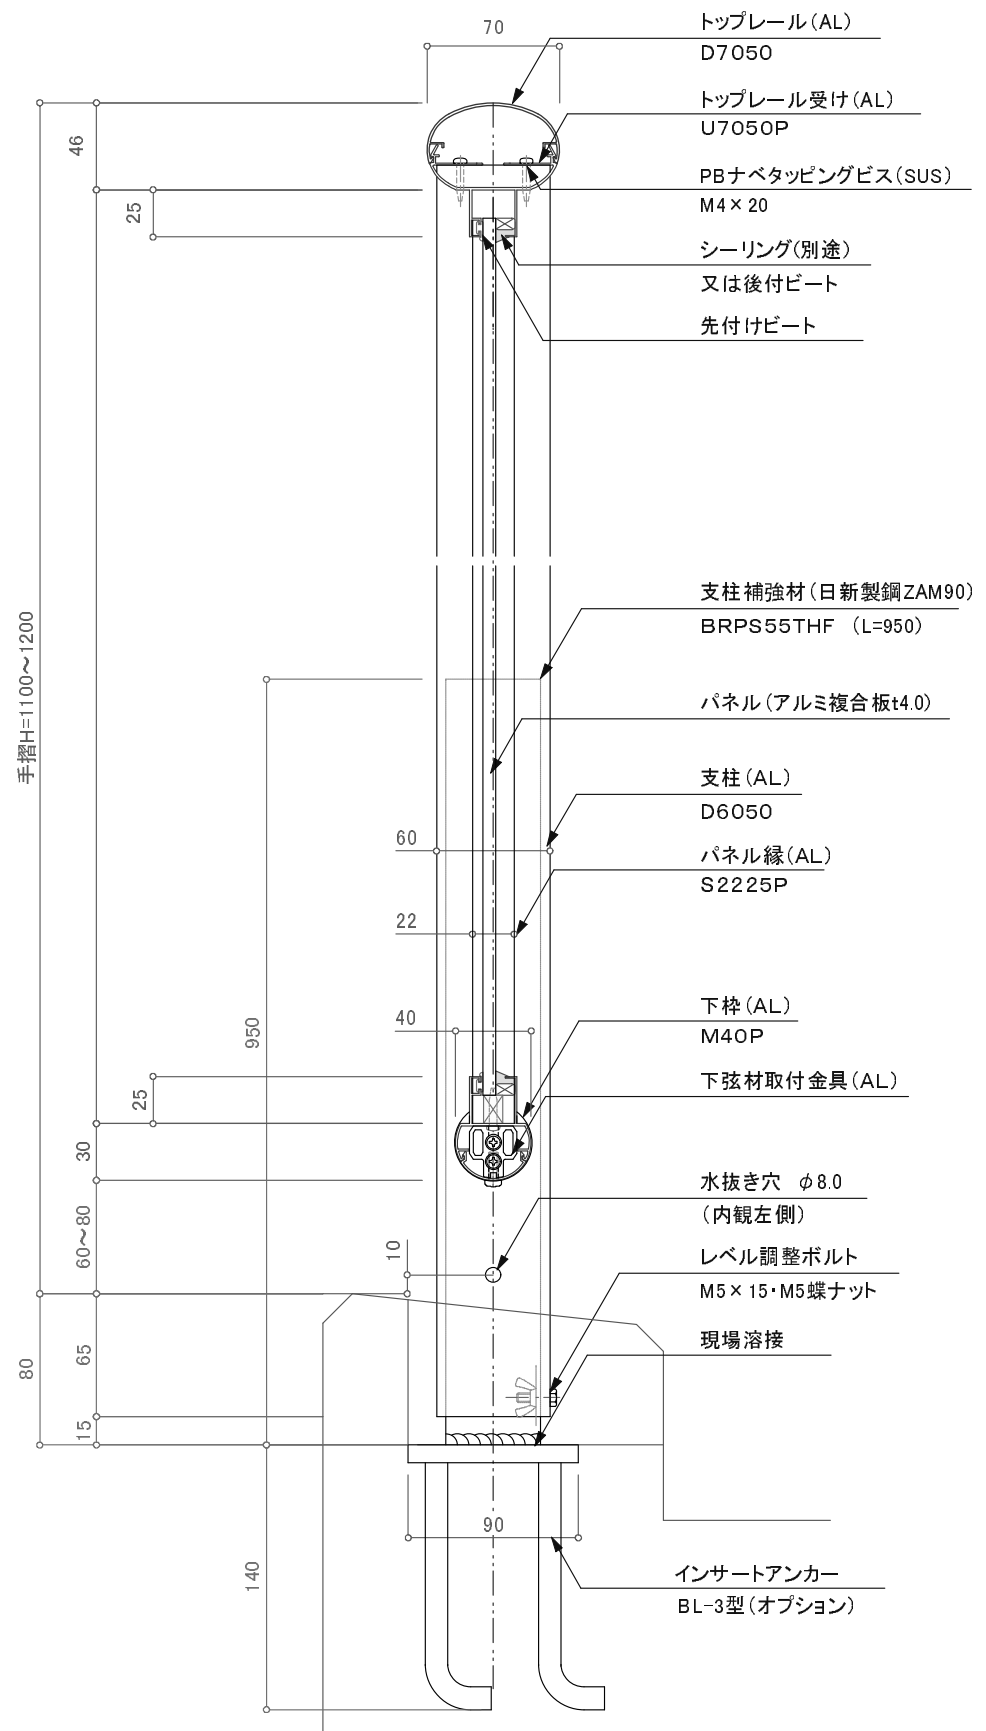 70
トップレール(AL)
D7050
トップレール受け(AL)
U7050P
46
PBナベタッピングビス(SUS)
M4×20
25
シーリング(別途)
又は後付ビート
先付けビート
支柱補強材(日新製鋼ZAM90)
BRPS55THF (L=950)
手摺H=1100〜1200
パネル(アルミ複合板t4.0)
支柱(AL)
D6050
60
パネル縁(AL)
S2225P
22
下枠(AL)
M40P
40
950
下弦材取付金具(AL)
25
30
水抜き穴 φ8.0
(内観左側)
60〜80
10
レベル調整ボルト
M5×15・M5蝶ナット
現場溶接
80
65
15
90
140
インサートアンカー
BL-3型(オプション)